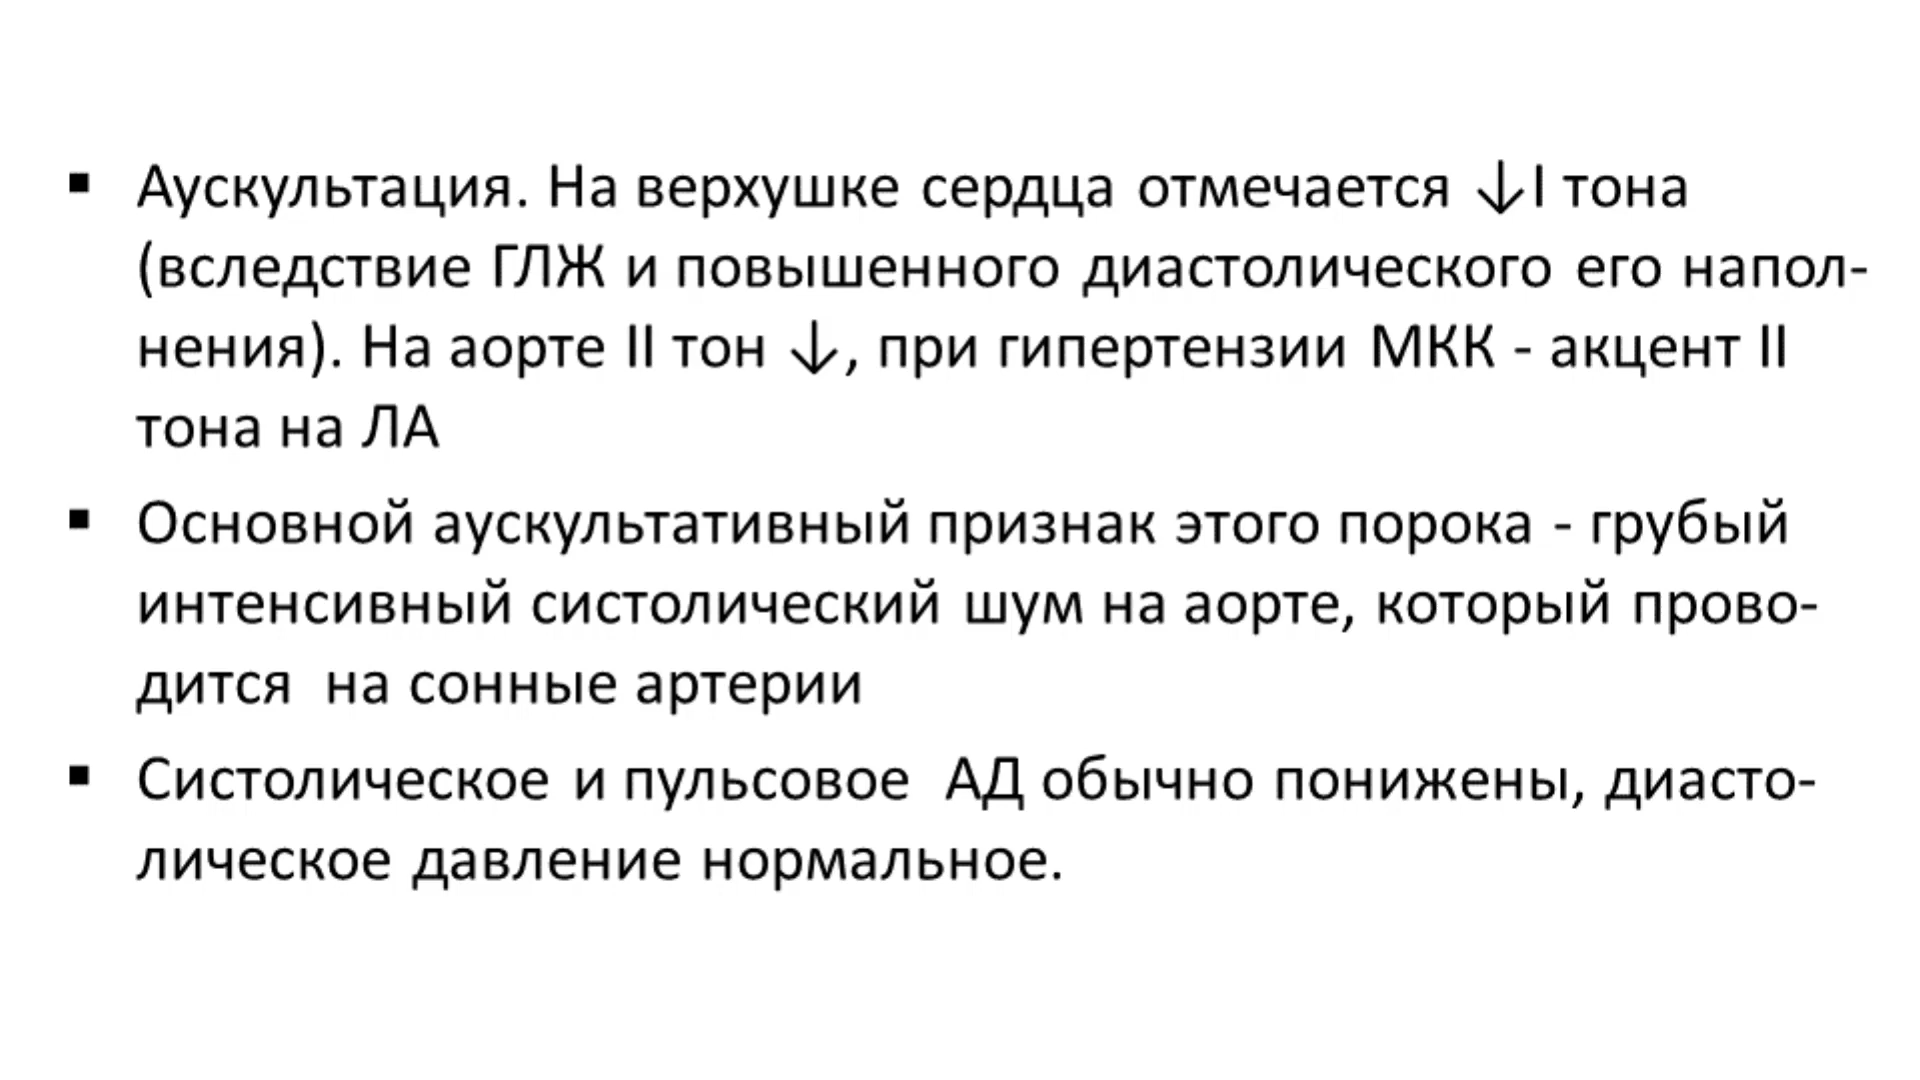 ▪ Аускультация. На верхушке сердца отмечается ↓I тона
(вследствие ГЛЖ и повышенного диастолического его напол-
нения). На аорте II тон ↓, при гипертензии МКК - акцент II
тона на ЛА
▪ Основной аускультативный признак этого порока - грубый
интенсивный систолический шум на аорте, который прово-
дится на сонные артерии
▪ Систолическое и пульсовое АД обычно понижены, диасто-
лическое давление нормальное.